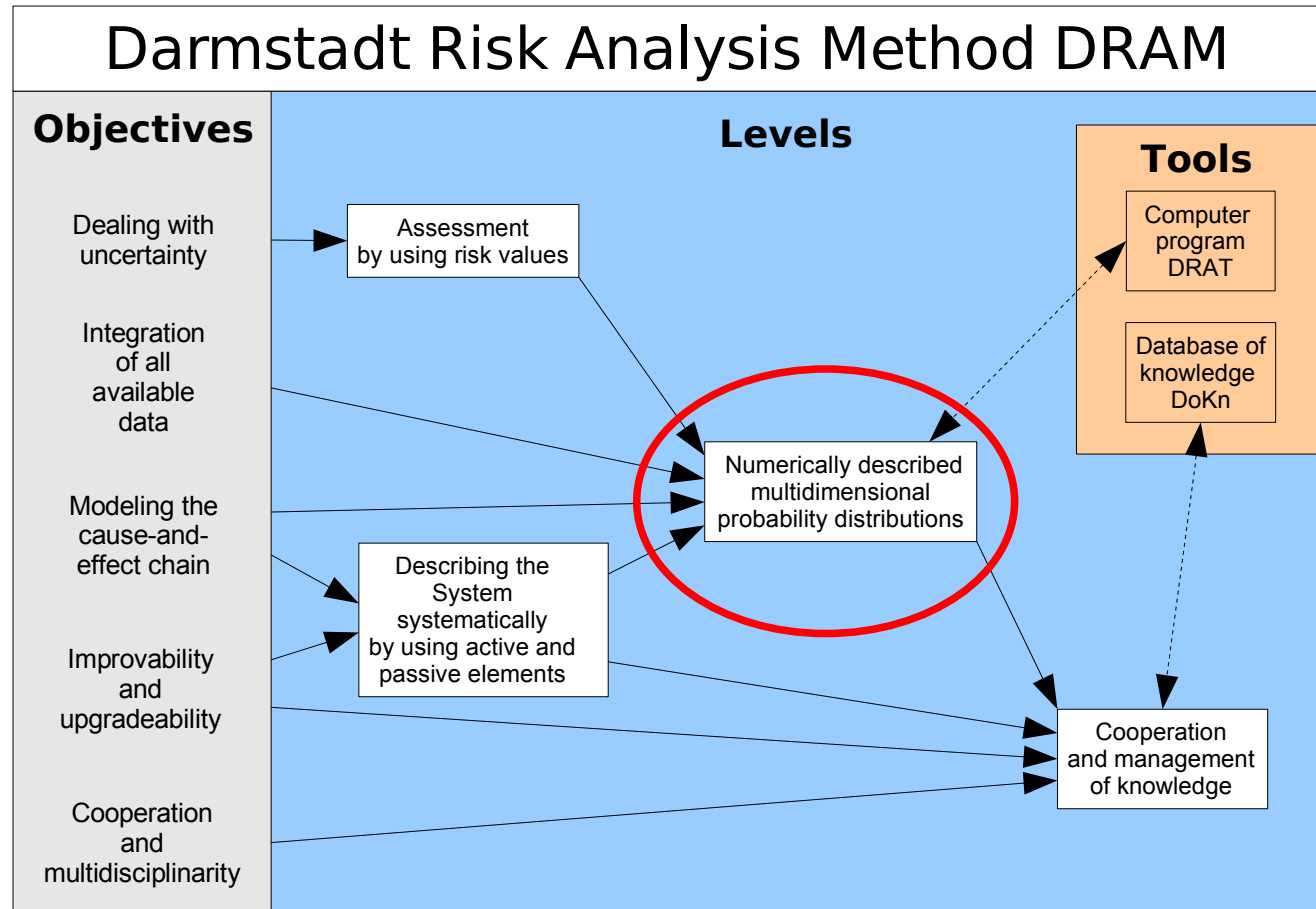 Darmstadt Risk Analysis Method DRAM
Objectives
Dealing with
uncertainty
Integration
of all
available
data
Modeling the
cause-and-
effect chain
Improvability
and
upgradeability
Cooperation
and
multidisciplinarity
Levels
Assessment
by using risk values
Describing the
System
systematically
by using active and
passive elements
Numerically described
multidimensional
probability distributions
Cooperation
and management
of knowledge
Tools
Computer
program
DRAT
Database of
knowledge
DoKn